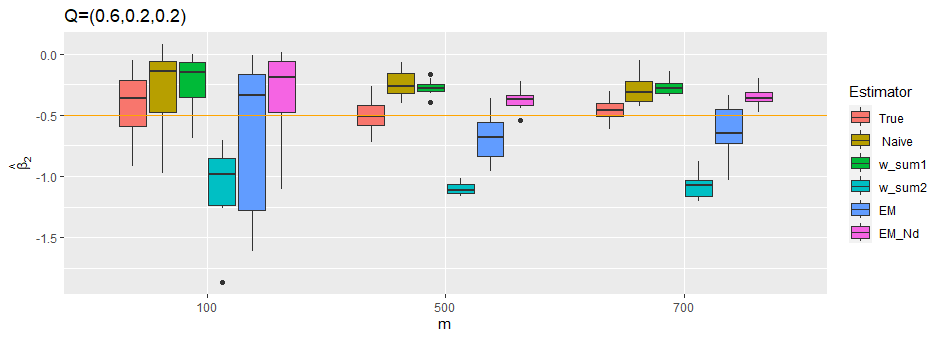 Q=(0.6,0.2,0.2)
0.0
-0.5
-1.0
-1.5
β̂₂
100
500
700
m
Estimator
True
Naive
w_sum1
w_sum2
EM
EM_Nd